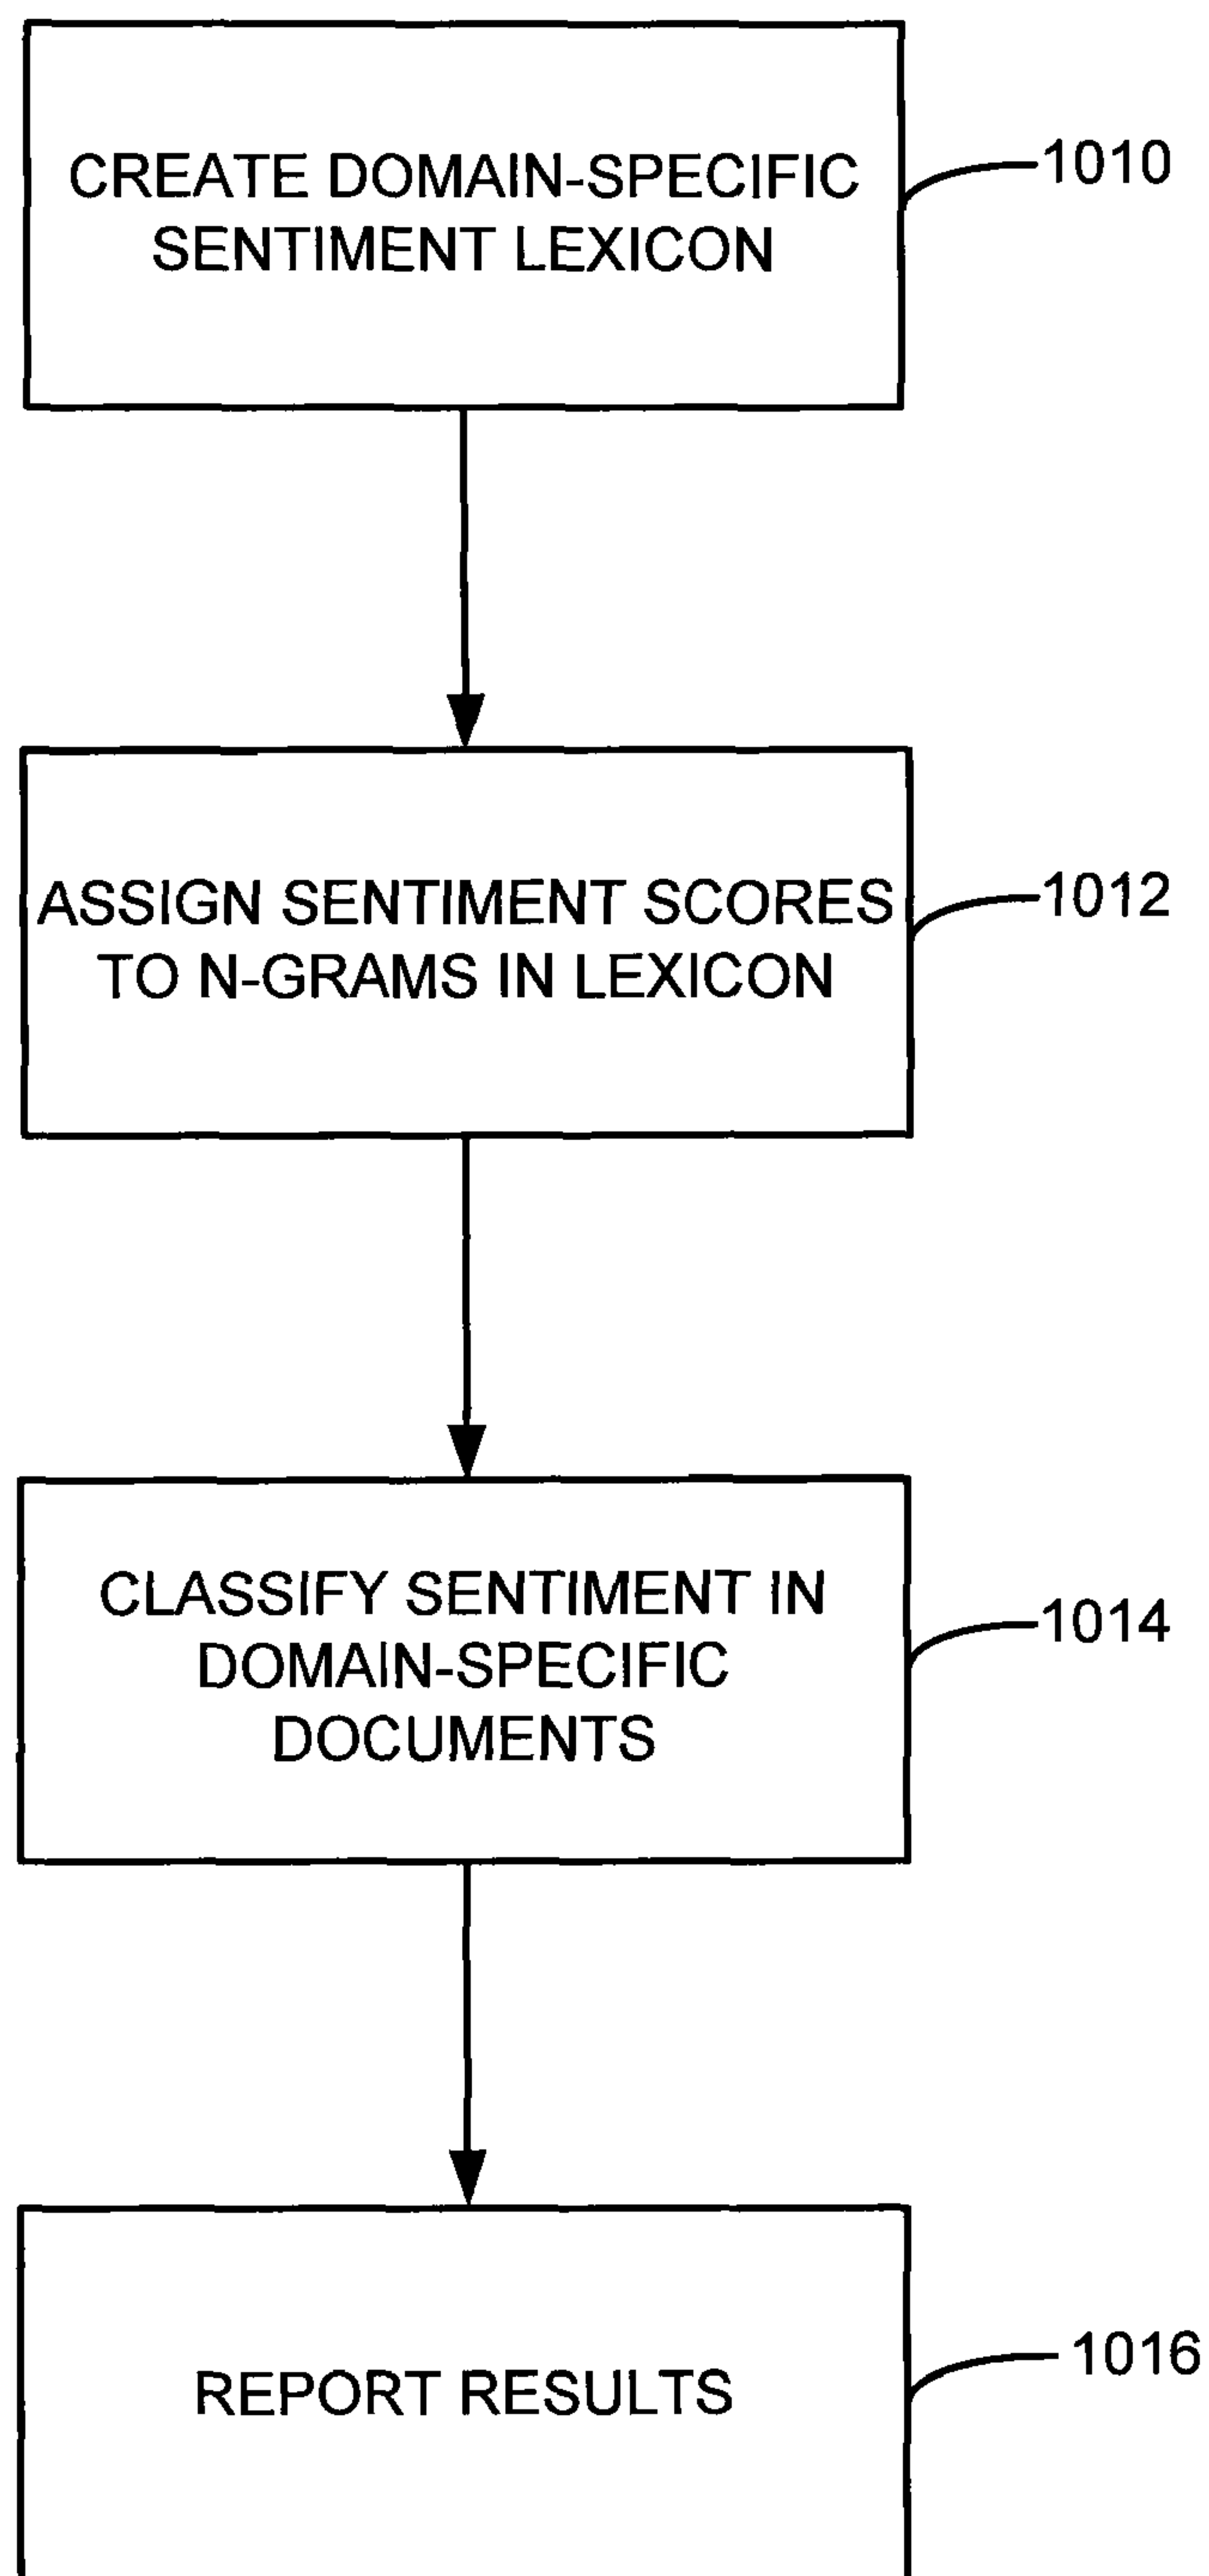 CREATE DOMAIN-SPECIFIC
SENTIMENT LEXICON
1010
ASSIGN SENTIMENT SCORES
TO N-GRAMS IN LEXICON
1012
CLASSIFY SENTIMENT IN
DOMAIN-SPECIFIC
DOCUMENTS
1014
REPORT RESULTS
1016